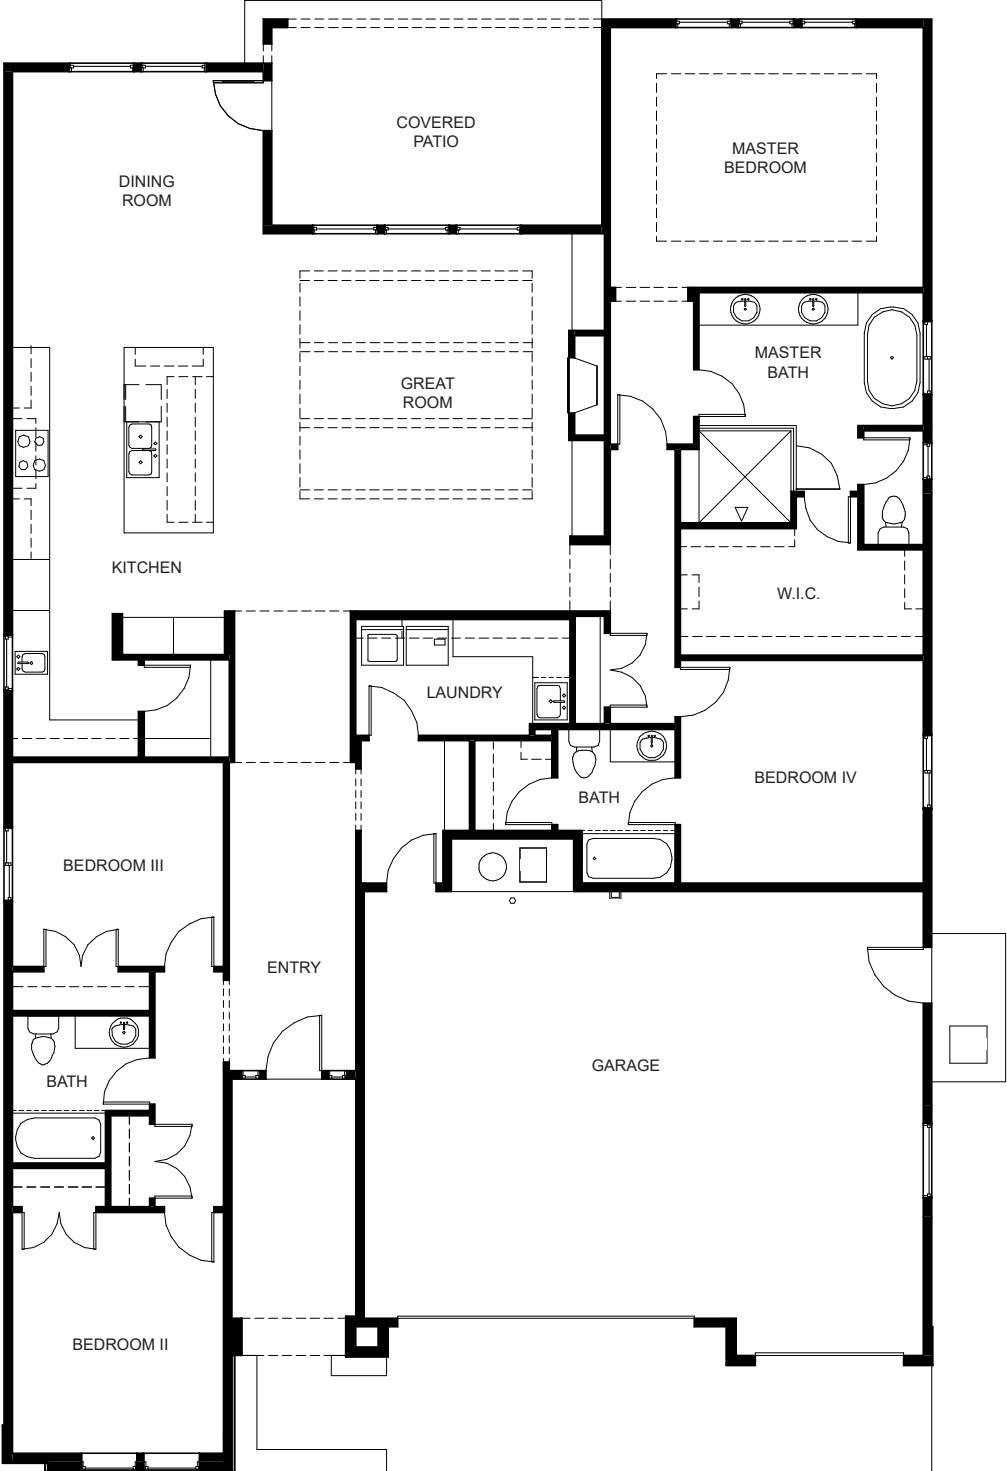 COVERED
PATIO
MASTER
BEDROOM
DINING
ROOM
MASTER
BATH
GREAT
ROOM
KITCHEN
W.I.C.
LAUNDRY
BEDROOM IV
BATH
BEDROOM III
ENTRY
GARAGE
BATH
BEDROOM II